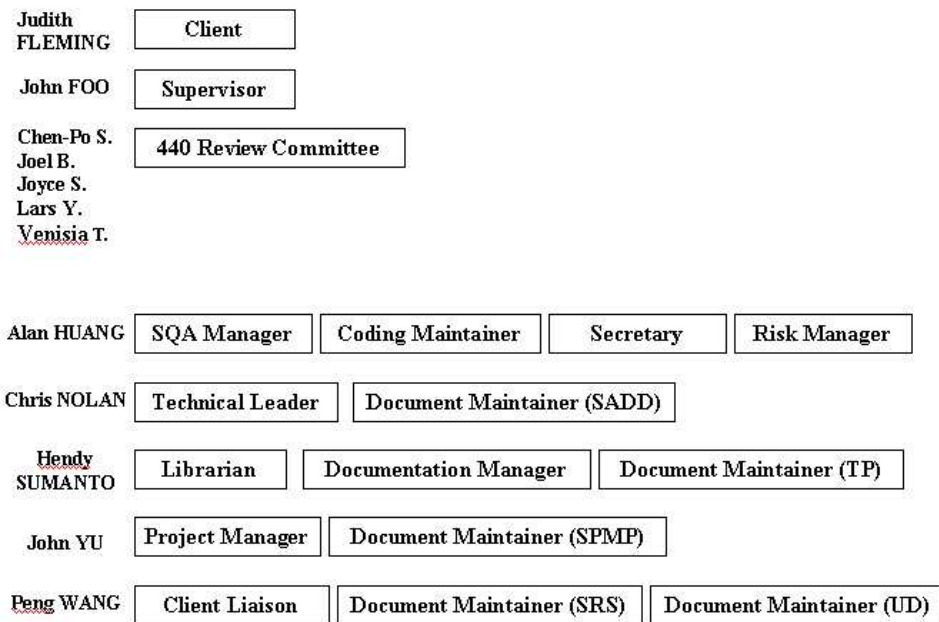 Judith
FLEMING
Client
John FOO
Supervisor
Chen-Po S.
Joel B.
Joyce S.
Lars Y.
Venisia T.
440 Review Committee
Alan HUANG
SQA Manager
Coding Maintainer
Secretary
Risk Manager
Chris NOLAN
Technical Leader
Document Maintainer (SADD)
Hendy
SUMANTO
Librarian
Documentation Manager
Document Maintainer (TP)
John YU
Project Manager
Document Maintainer (SPMP)
Peng WANG
Client Liaison
Document Maintainer (SRS)
Document Maintainer (UD)